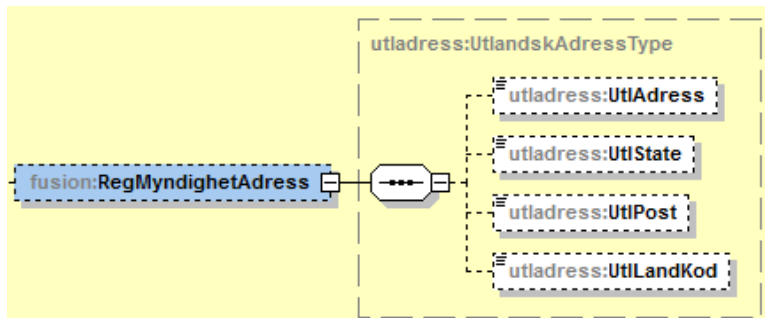 utladress:UtlandskAdressType
utladress:UtlAdress
utladress:UtlState
fusion:RegMyndighetAdress
utladress:UtlPost
utladress:UtlLandKod